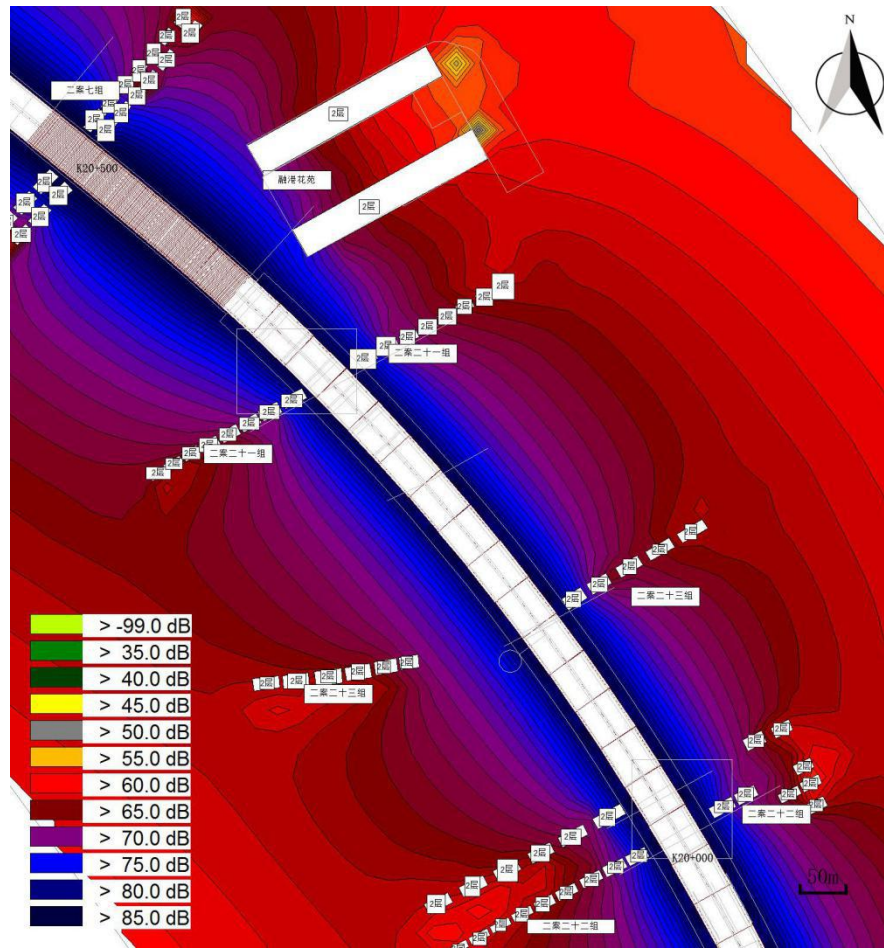 N
二案七组
2层
K20+500
融港花苑
2层
2层
二案二十一组
二案二十一组
二案二十三组
二案二十三组
二案二十二组
K20+000
二案二十二组
50m
> -99.0 dB
> 35.0 dB
> 40.0 dB
> 45.0 dB
> 50.0 dB
> 55.0 dB
> 60.0 dB
> 65.0 dB
> 70.0 dB
> 75.0 dB
> 80.0 dB
> 85.0 dB